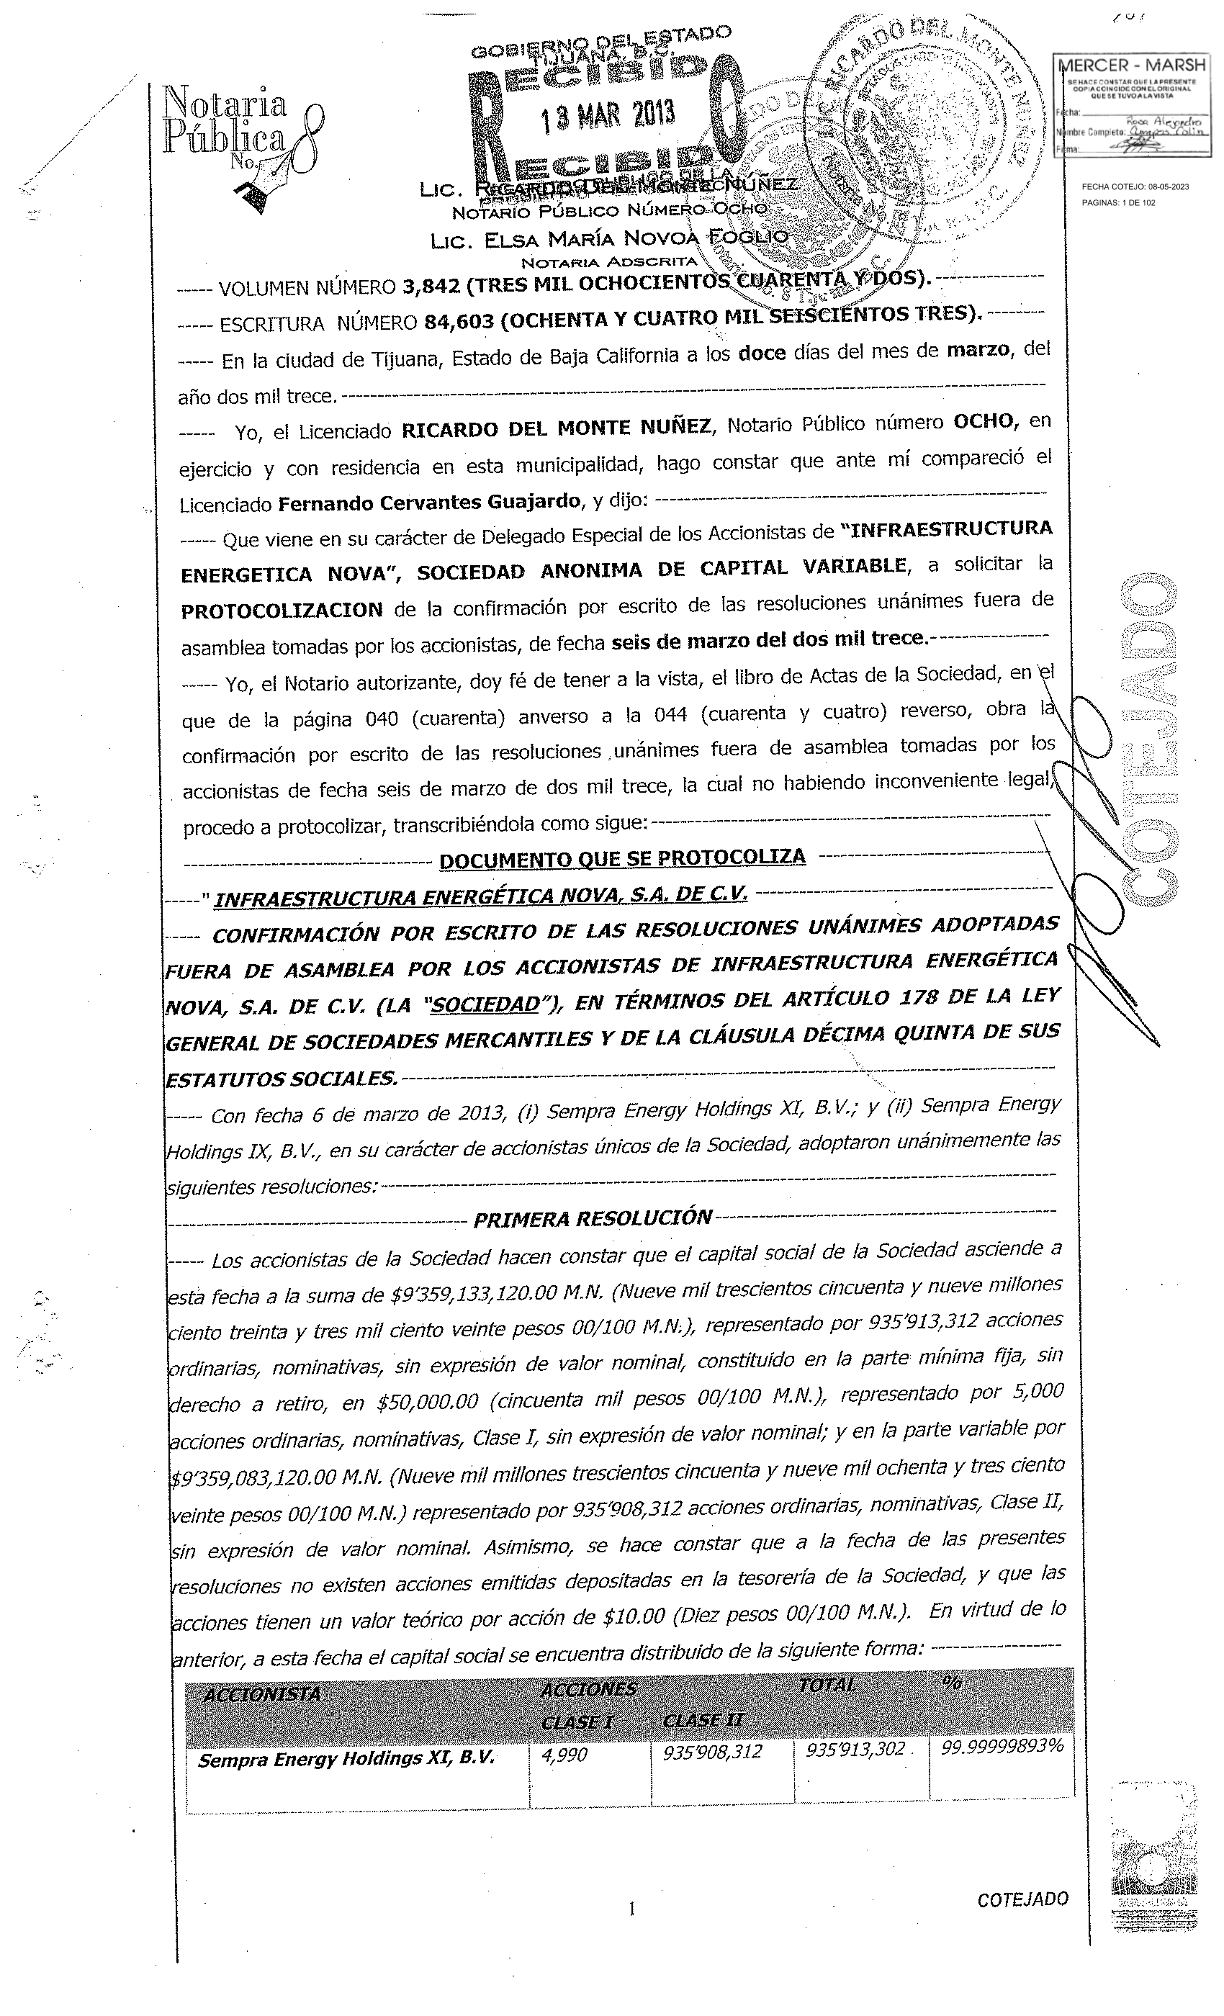 GOBIERNO DEL ESTADO
TIJUANA, B.C.
RECIBIDO
13 MAR 2013
RECIBIDO
MERCER - MARSH
SE HACE CONSTAR QUE LA PRESENTE
COPIA COINCIDE CON EL ORIGINAL
QUE SE TUVO A LA VISTA
Fecha:
Nombre Completo:
Firma:
FECHA COTEJO: 08-05-2023
PAGINAS: 1 DE 102
Notaria
Pública 8
No.
LIC. RICARDO DEL MONTE NÚÑEZ
NOTARIO PÚBLICO NÚMERO OCHO
LIC. ELSA MARÍA NOVOA FOGLIO
NOTARIA ADSCRITA
----- VOLUMEN NÚMERO 3,842 (TRES MIL OCHOCIENTOS CUARENTA Y DOS). ---------------
----- ESCRITURA NÚMERO 84,603 (OCHENTA Y CUATRO MIL SEISCIENTOS TRES). --------
----- En la ciudad de Tijuana, Estado de Baja California a los doce días del mes de marzo, del
año dos mil trece. ---------------
----- Yo, el Licenciado RICARDO DEL MONTE NUÑEZ, Notario Público número OCHO, en
ejercicio y con residencia en esta municipalidad, hago constar que ante mí compareció el
Licenciado Fernando Cervantes Guajardo, y dijo: ---------------
----- Que viene en su carácter de Delegado Especial de los Accionistas de "INFRAESTRUCTURA
ENERGETICA NOVA", SOCIEDAD ANONIMA DE CAPITAL VARIABLE, a solicitar la
PROTOCOLIZACION de la confirmación por escrito de las resoluciones unánimes fuera de
asamblea tomadas por los accionistas, de fecha seis de marzo del dos mil trece.---------------
----- Yo, el Notario autorizante, doy fé de tener a la vista, el libro de Actas de la Sociedad, en el
que de la página 040 (cuarenta) anverso a la 044 (cuarenta y cuatro) reverso, obra la
confirmación por escrito de las resoluciones unánimes fuera de asamblea tomadas por los
accionistas de fecha seis de marzo de dos mil trece, la cual no habiendo inconveniente legal,
procedo a protocolizar, transcribiéndola como sigue:---------------
--------------- DOCUMENTO QUE SE PROTOCOLIZA ---------------
-----"INFRAESTRUCTURA ENERGÉTICA NOVA, S.A. DE C.V. ---------------
----- CONFIRMACIÓN POR ESCRITO DE LAS RESOLUCIONES UNÁNIMES ADOPTADAS
FUERA DE ASAMBLEA POR LOS ACCIONISTAS DE INFRAESTRUCTURA ENERGÉTICA
NOVA, S.A. DE C.V. (LA "SOCIEDAD"), EN TÉRMINOS DEL ARTÍCULO 178 DE LA LEY
GENERAL DE SOCIEDADES MERCANTILES Y DE LA CLÁUSULA DÉCIMA QUINTA DE SUS
ESTATUTOS SOCIALES.---------------
----- Con fecha 6 de marzo de 2013, (i) Sempra Energy Holdings XI, B.V.; y (ii) Sempra Energy
Holdings IX, B.V., en su carácter de accionistas únicos de la Sociedad, adoptaron unánimemente las
siguientes resoluciones:---------------
--------------- PRIMERA RESOLUCIÓN---------------
----- Los accionistas de la Sociedad hacen constar que el capital social de la Sociedad asciende a
esta fecha a la suma de $9'359,133,120.00 M.N. (Nueve mil trescientos cincuenta y nueve millones
ciento treinta y tres mil ciento veinte pesos 00/100 M.N.), representado por 935'913,312 acciones
ordinarias, nominativas, sin expresión de valor nominal, constituido en la parte mínima fija, sin
derecho a retiro, en $50,000.00 (cincuenta mil pesos 00/100 M.N.), representado por 5,000
acciones ordinarias, nominativas, Clase I, sin expresión de valor nominal; y en la parte variable por
$9'359,083,120.00 M.N. (Nueve mil millones trescientos cincuenta y nueve mil ochenta y tres ciento
veinte pesos 00/100 M.N.) representado por 935'908,312 acciones ordinarias, nominativas, Clase II,
sin expresión de valor nominal. Asimismo, se hace constar que a la fecha de las presentes
resoluciones no existen acciones emitidas depositadas en la tesorería de la Sociedad, y que las
acciones tienen un valor teórico por acción de $10.00 (Diez pesos 00/100 M.N.). En virtud de lo
anterior, a esta fecha el capital social se encuentra distribuido de la siguiente forma: ---------------
ACCIONISTA ACCIONES TOTAL %
CLASE I CLASE II
Sempra Energy Holdings XI, B.V. 4,990 935'908,312 935'913,302 99.99999893%
COTEJADO
1
COTEJADO